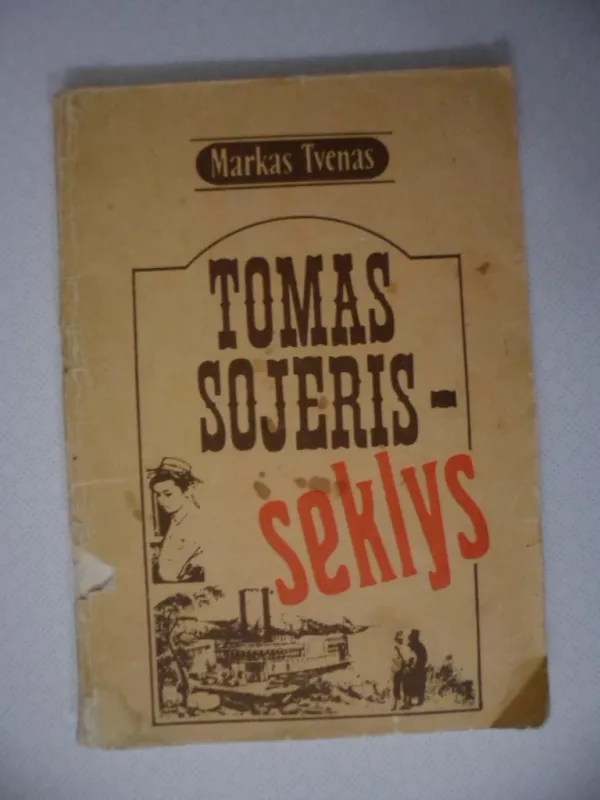 Markas Tvenas
TOMAS
SOJERIS -
seklys